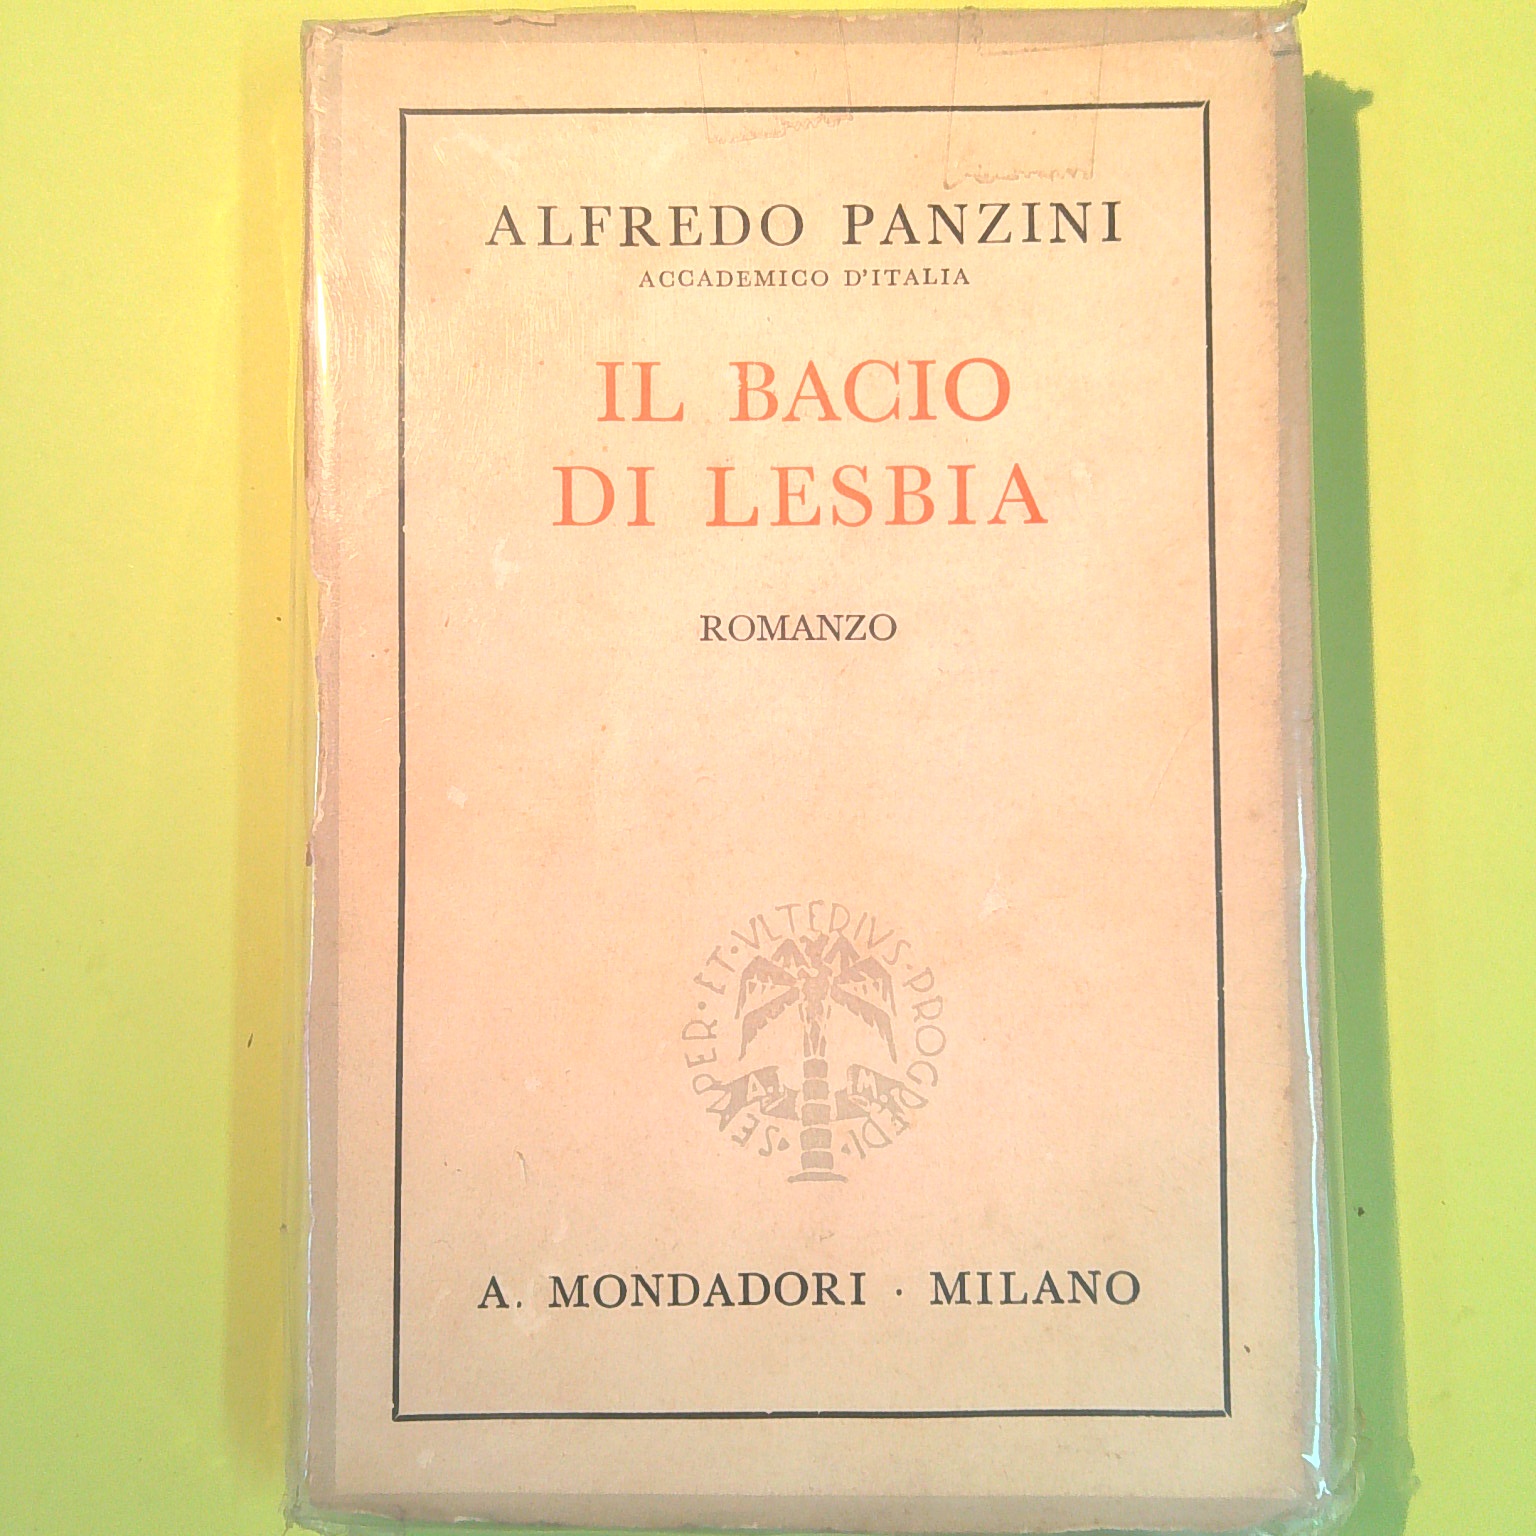 ALFREDO PANZINI
ACCADEMICO D'ITALIA
IL BACIO
DI LESBIA
ROMANZO
SEMPER · ET · VLTERIVS · PROGREDI ·
A. M.
A. MONDADORI · MILANO